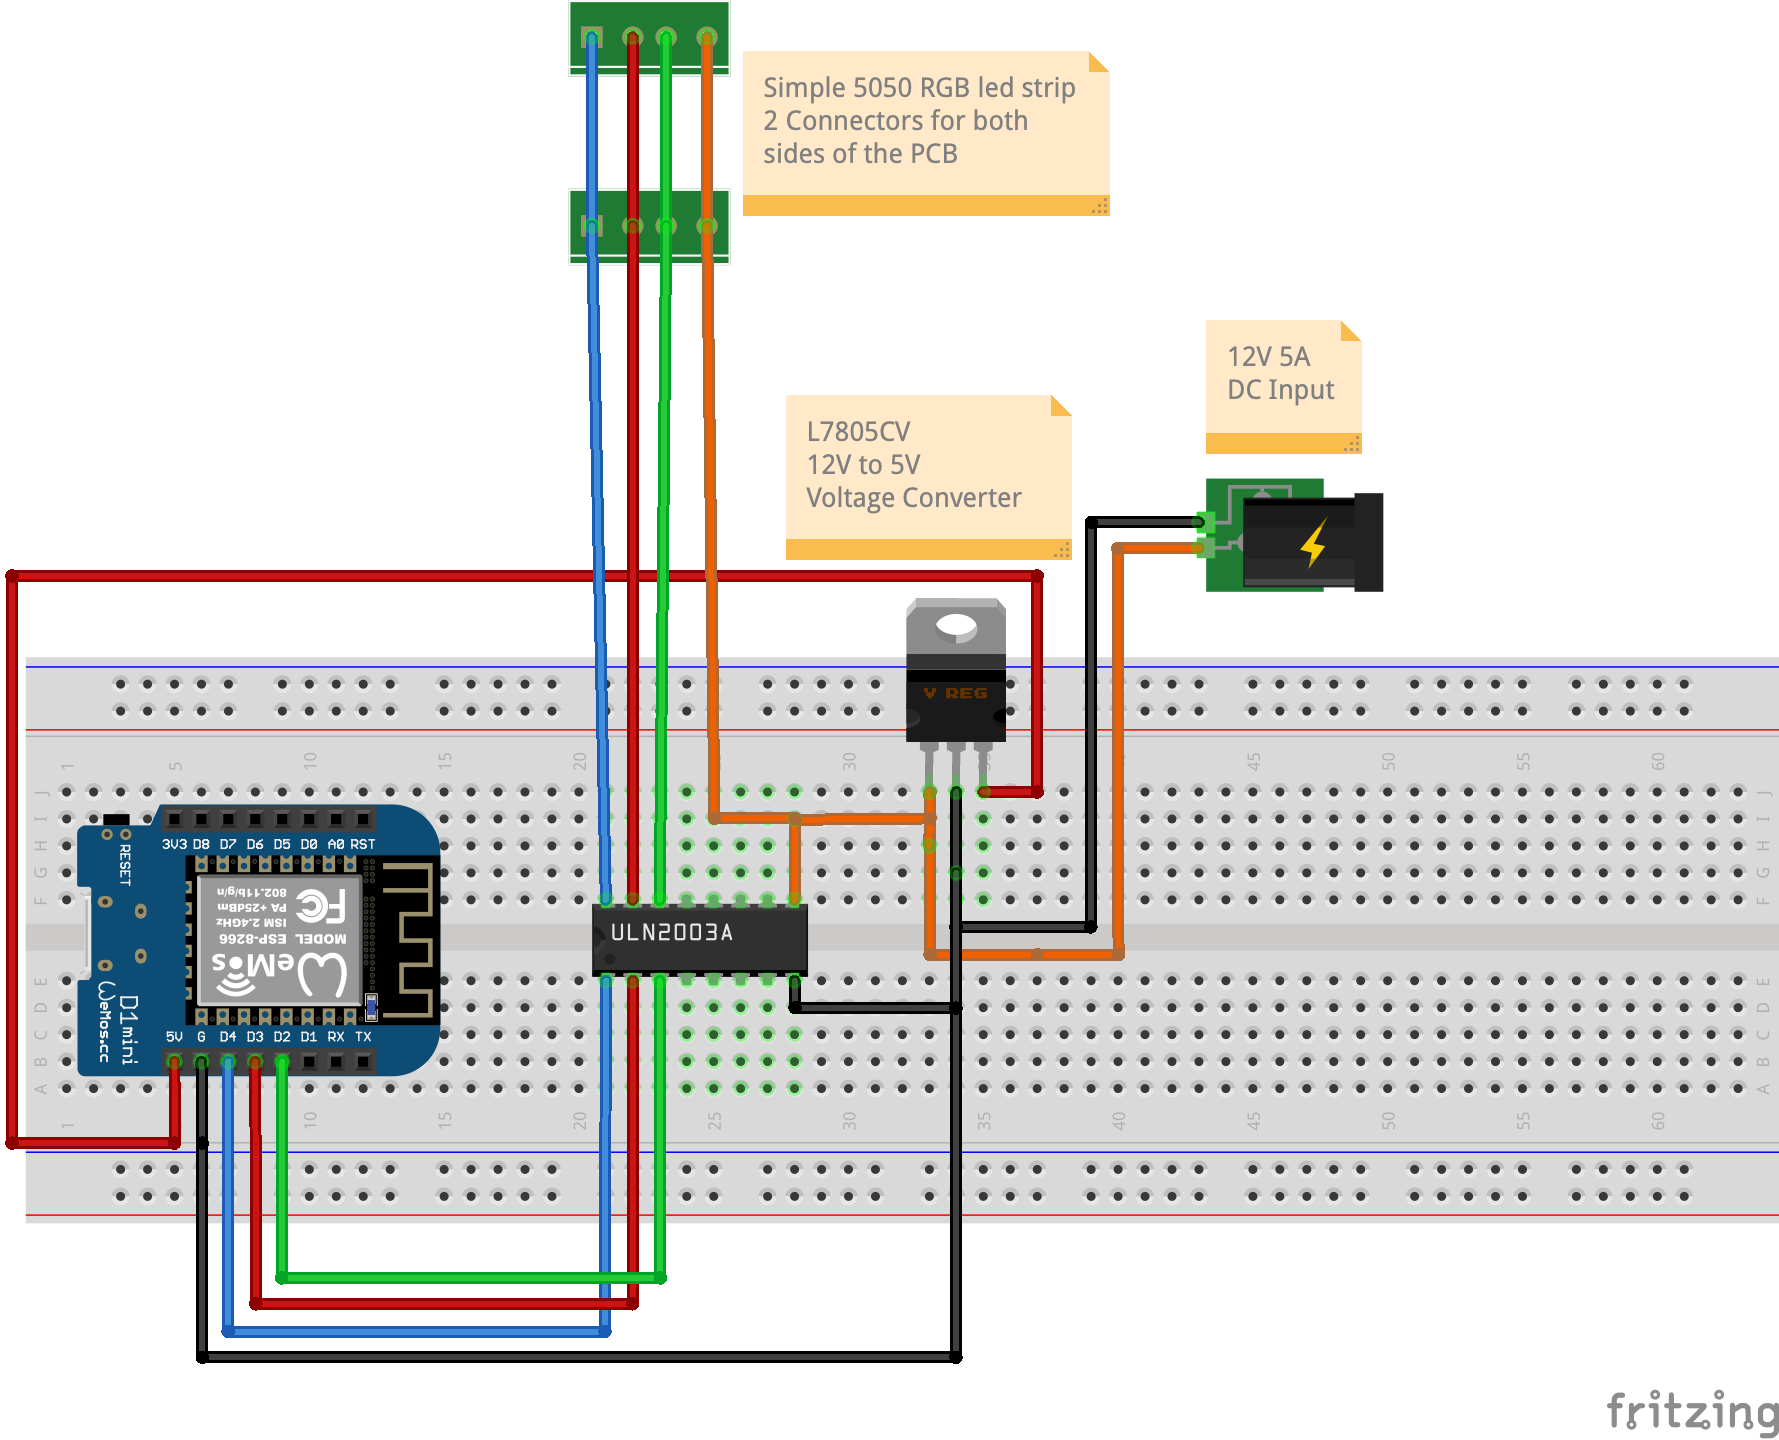 Simple 5050 RGB led strip
2 Connectors for both
sides of the PCB
12V 5A
DC Input
L7805CV
12V to 5V
Voltage Converter
V REG
1 5 10 15 20 30 35 45 50 55 60
J J
I I
H H
G G
F F
3V3 D8 D7 D6 D5 D0 A0 RST
RESET
802.11b/g/n
PA +25dBm
ISM 2.4GHz
MODEL ESP-8266
FC
WeMos
D1 mini
WeMos.cc
ULN2003A
5V G D4 D3 D2 D1 RX TX
E E
D D
C C
B B
A A
1 10 15 20 25 30 35 40 45 50 55 60
fritzing